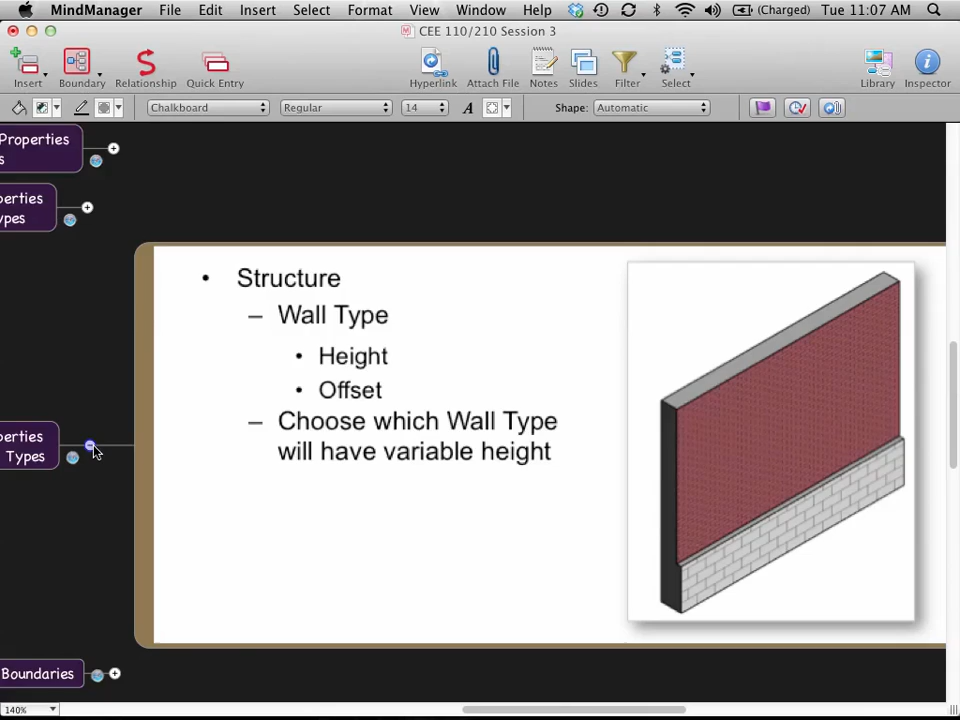 MindManager File Edit Insert Select Format View Window Help (Charged) Tue 11:07 AM
CEE 110/210 Session 3
Insert Boundary Relationship Quick Entry Hyperlink Attach File Notes Slides Filter Select Library Inspector
Chalkboard Regular 14 A Shape: Automatic
Properties
s
perties
ypes
• Structure
– Wall Type
• Height
• Offset
– Choose which Wall Type
will have variable height
perties
Types
Boundaries
140%